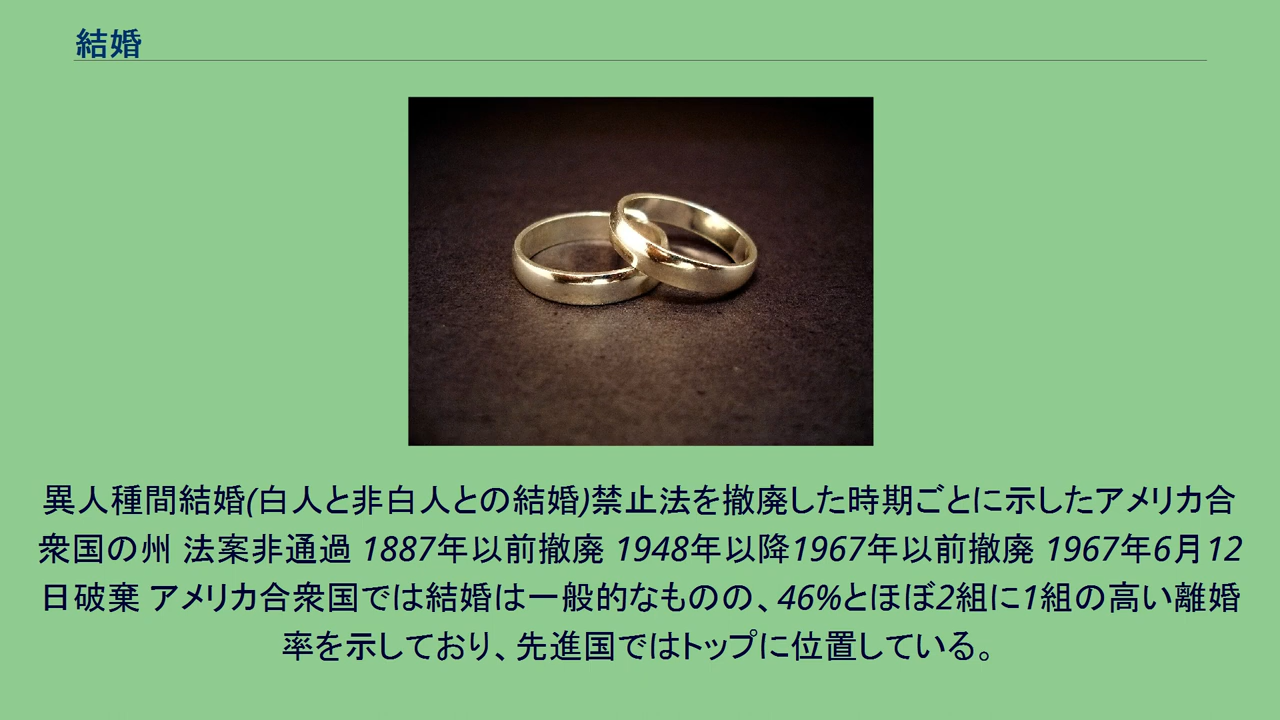 結婚
異人種間結婚(白人と非白人との結婚)禁止法を撤廃した時期ごとに示したアメリカ合
衆国の州 法案非通過 1887年以前撤廃 1948年以降1967年以前撤廃 1967年6月12
日破棄 アメリカ合衆国では結婚は一般的なものの、46%とほぼ2組に1組の高い離婚
率を示しており、先進国ではトップに位置している。